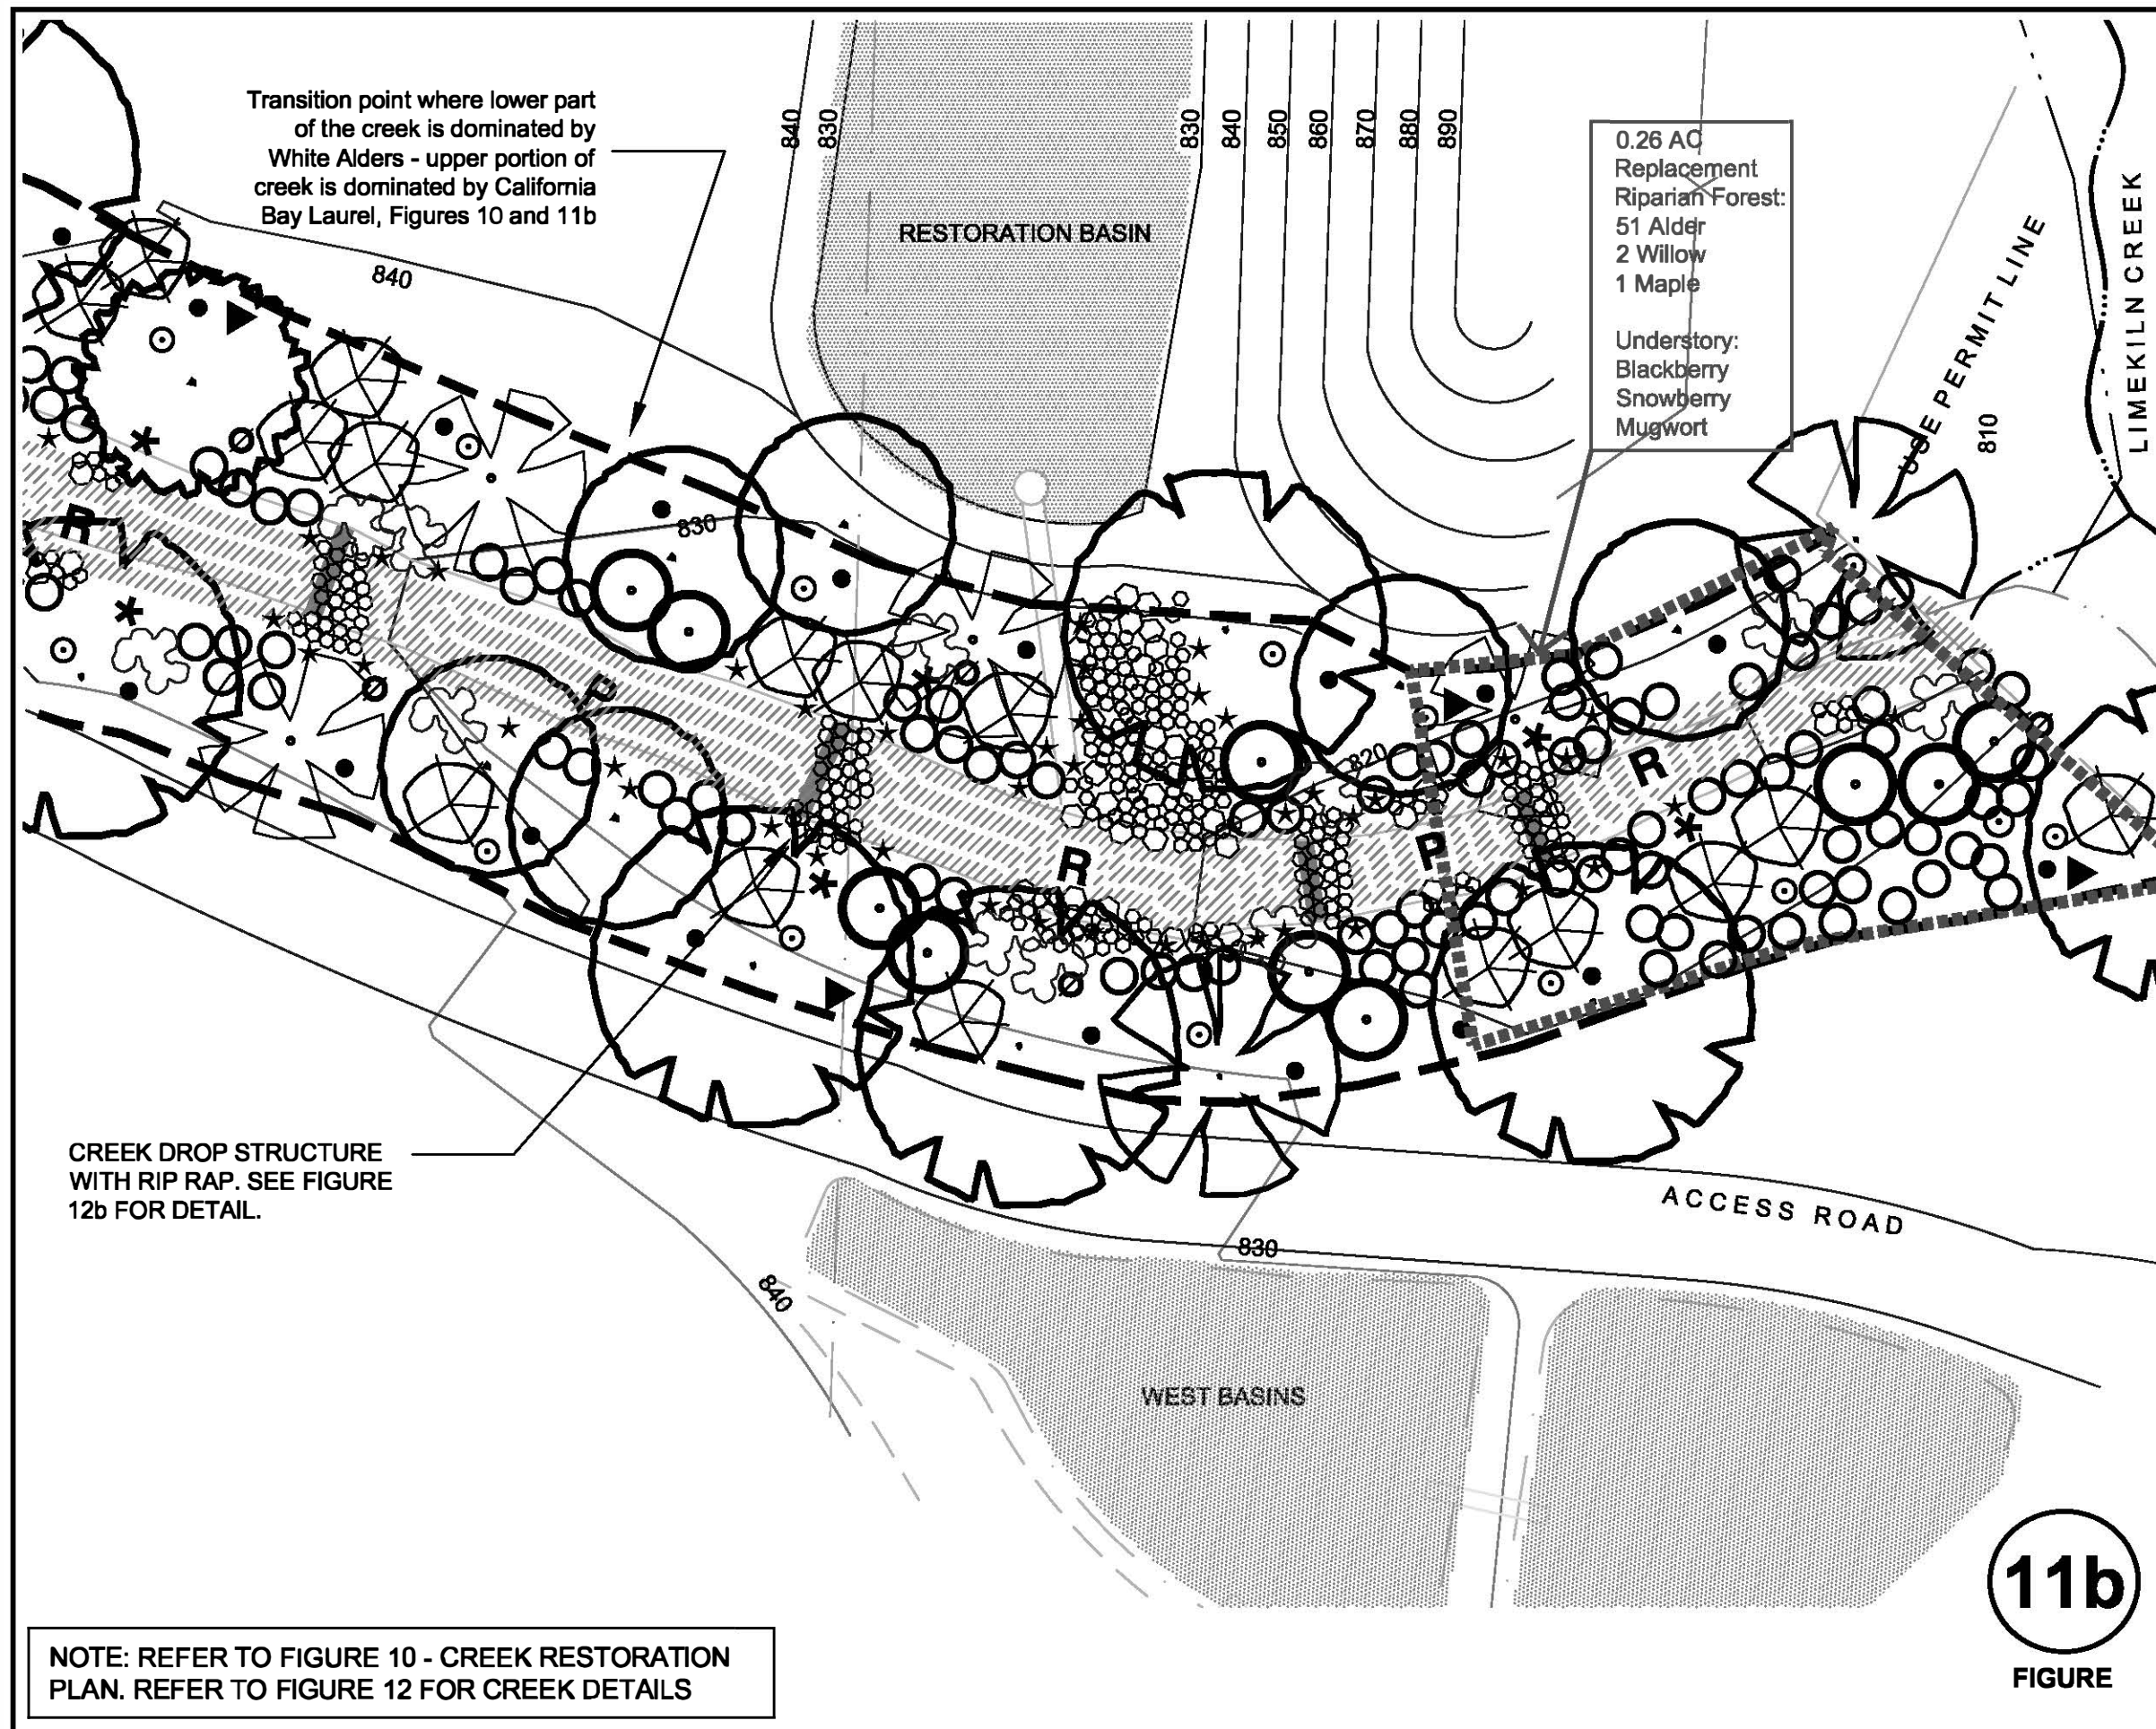 Transition point where lower part
of the creek is dominated by
White Alders - upper portion of
creek is dominated by California
Bay Laurel, Figures 10 and 11b
840
830
830
840
850
860
870
880
890
RESTORATION BASIN
0.26 AC
Replacement
Riparian Forest:
51 Alder
2 Willow
1 Maple
Understory:
Blackberry
Snowberry
Mugwort
USE PERMIT LINE
810
LIMEKILN CREEK
840
830
R
P
820
R
R
P
CREEK DROP STRUCTURE
WITH RIP RAP. SEE FIGURE
12b FOR DETAIL.
ACCESS ROAD
830
840
WEST BASINS
11b
FIGURE
NOTE: REFER TO FIGURE 10 - CREEK RESTORATION
PLAN. REFER TO FIGURE 12 FOR CREEK DETAILS